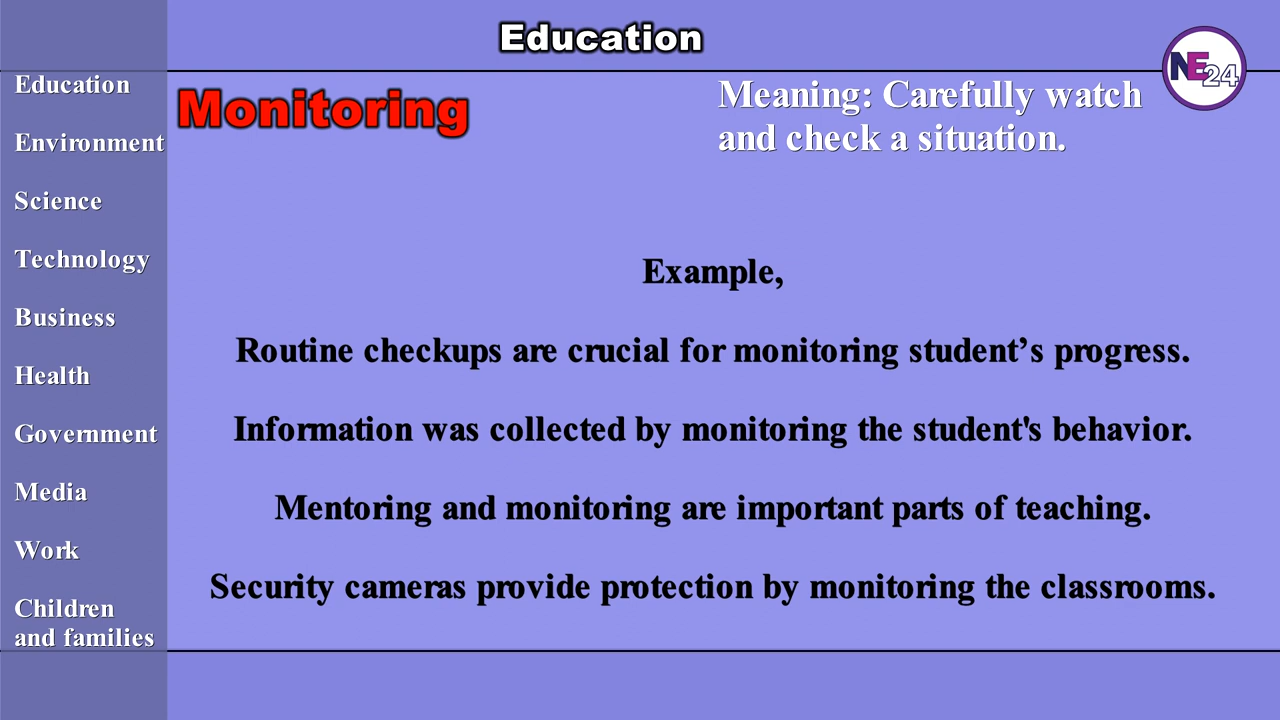 Education
NE24
Education
Environment
Science
Technology
Business
Health
Government
Media
Work
Children
and families
Monitoring
Meaning: Carefully watch
and check a situation.
Example,
Routine checkups are crucial for monitoring student’s progress.
Information was collected by monitoring the student's behavior.
Mentoring and monitoring are important parts of teaching.
Security cameras provide protection by monitoring the classrooms.